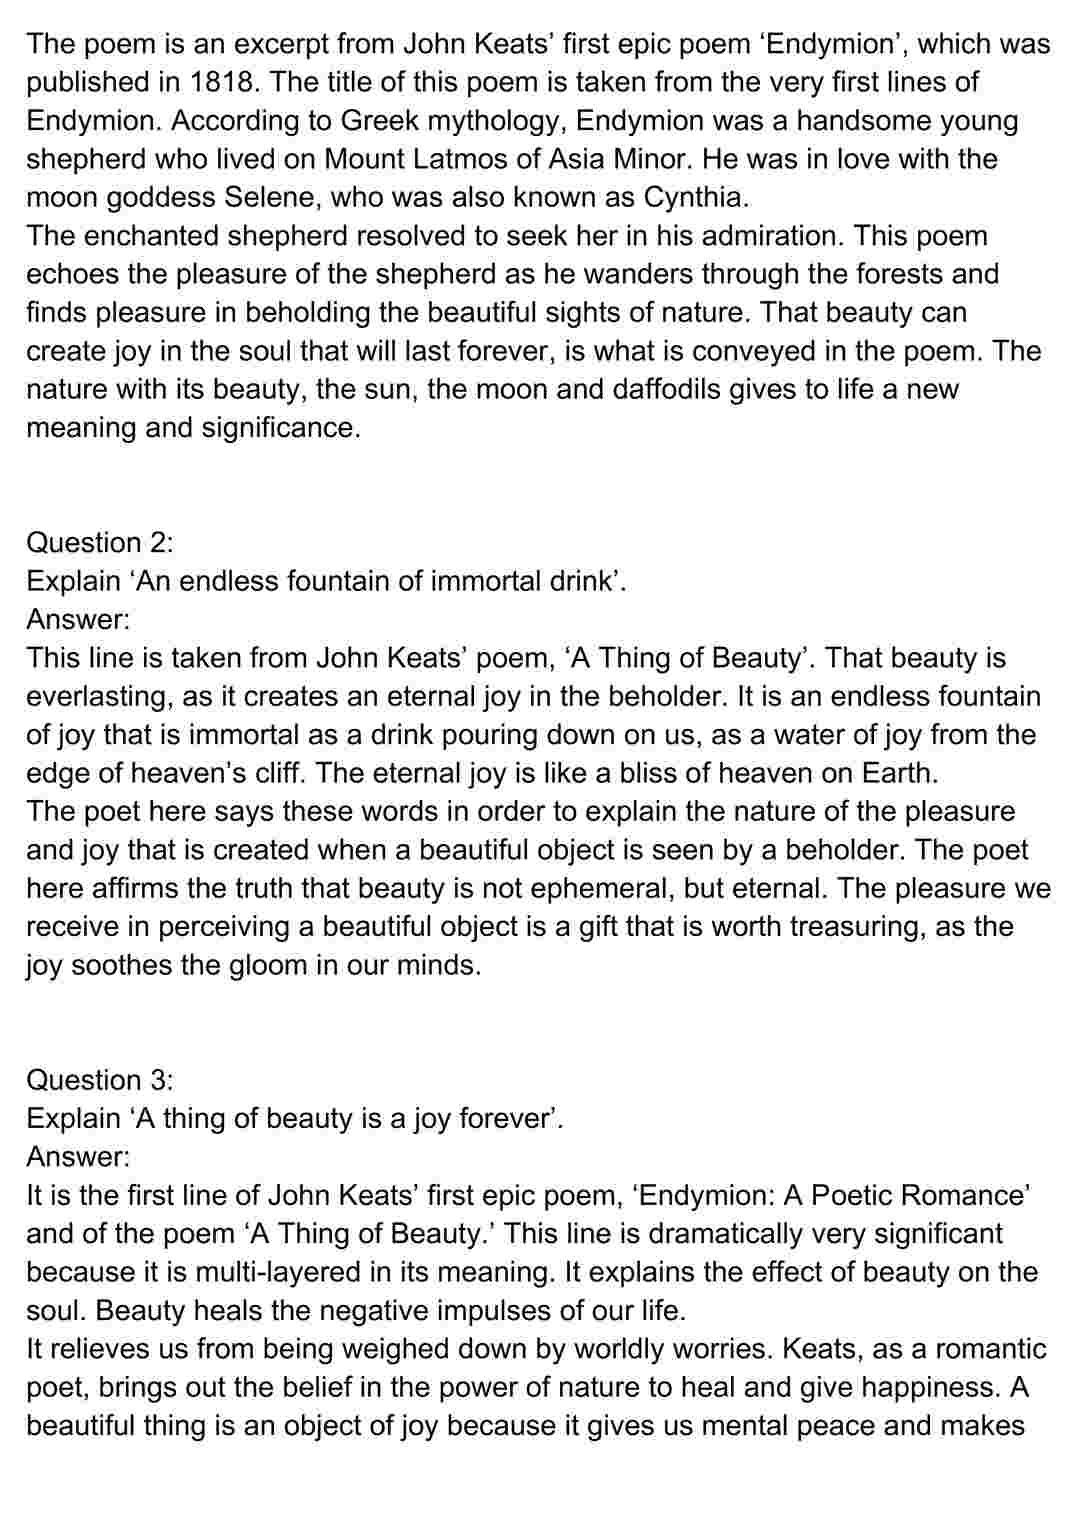 The poem is an excerpt from John Keats’ first epic poem ‘Endymion’, which was
published in 1818. The title of this poem is taken from the very first lines of
Endymion. According to Greek mythology, Endymion was a handsome young
shepherd who lived on Mount Latmos of Asia Minor. He was in love with the
moon goddess Selene, who was also known as Cynthia.
The enchanted shepherd resolved to seek her in his admiration. This poem
echoes the pleasure of the shepherd as he wanders through the forests and
finds pleasure in beholding the beautiful sights of nature. That beauty can
create joy in the soul that will last forever, is what is conveyed in the poem. The
nature with its beauty, the sun, the moon and daffodils gives to life a new
meaning and significance.
Question 2:
Explain ‘An endless fountain of immortal drink’.
Answer:
This line is taken from John Keats’ poem, ‘A Thing of Beauty’. That beauty is
everlasting, as it creates an eternal joy in the beholder. It is an endless fountain
of joy that is immortal as a drink pouring down on us, as a water of joy from the
edge of heaven’s cliff. The eternal joy is like a bliss of heaven on Earth.
The poet here says these words in order to explain the nature of the pleasure
and joy that is created when a beautiful object is seen by a beholder. The poet
here affirms the truth that beauty is not ephemeral, but eternal. The pleasure we
receive in perceiving a beautiful object is a gift that is worth treasuring, as the
joy soothes the gloom in our minds.
Question 3:
Explain ‘A thing of beauty is a joy forever’.
Answer:
It is the first line of John Keats’ first epic poem, ‘Endymion: A Poetic Romance’
and of the poem ‘A Thing of Beauty.’ This line is dramatically very significant
because it is multi-layered in its meaning. It explains the effect of beauty on the
soul. Beauty heals the negative impulses of our life.
It relieves us from being weighed down by worldly worries. Keats, as a romantic
poet, brings out the belief in the power of nature to heal and give happiness. A
beautiful thing is an object of joy because it gives us mental peace and makes